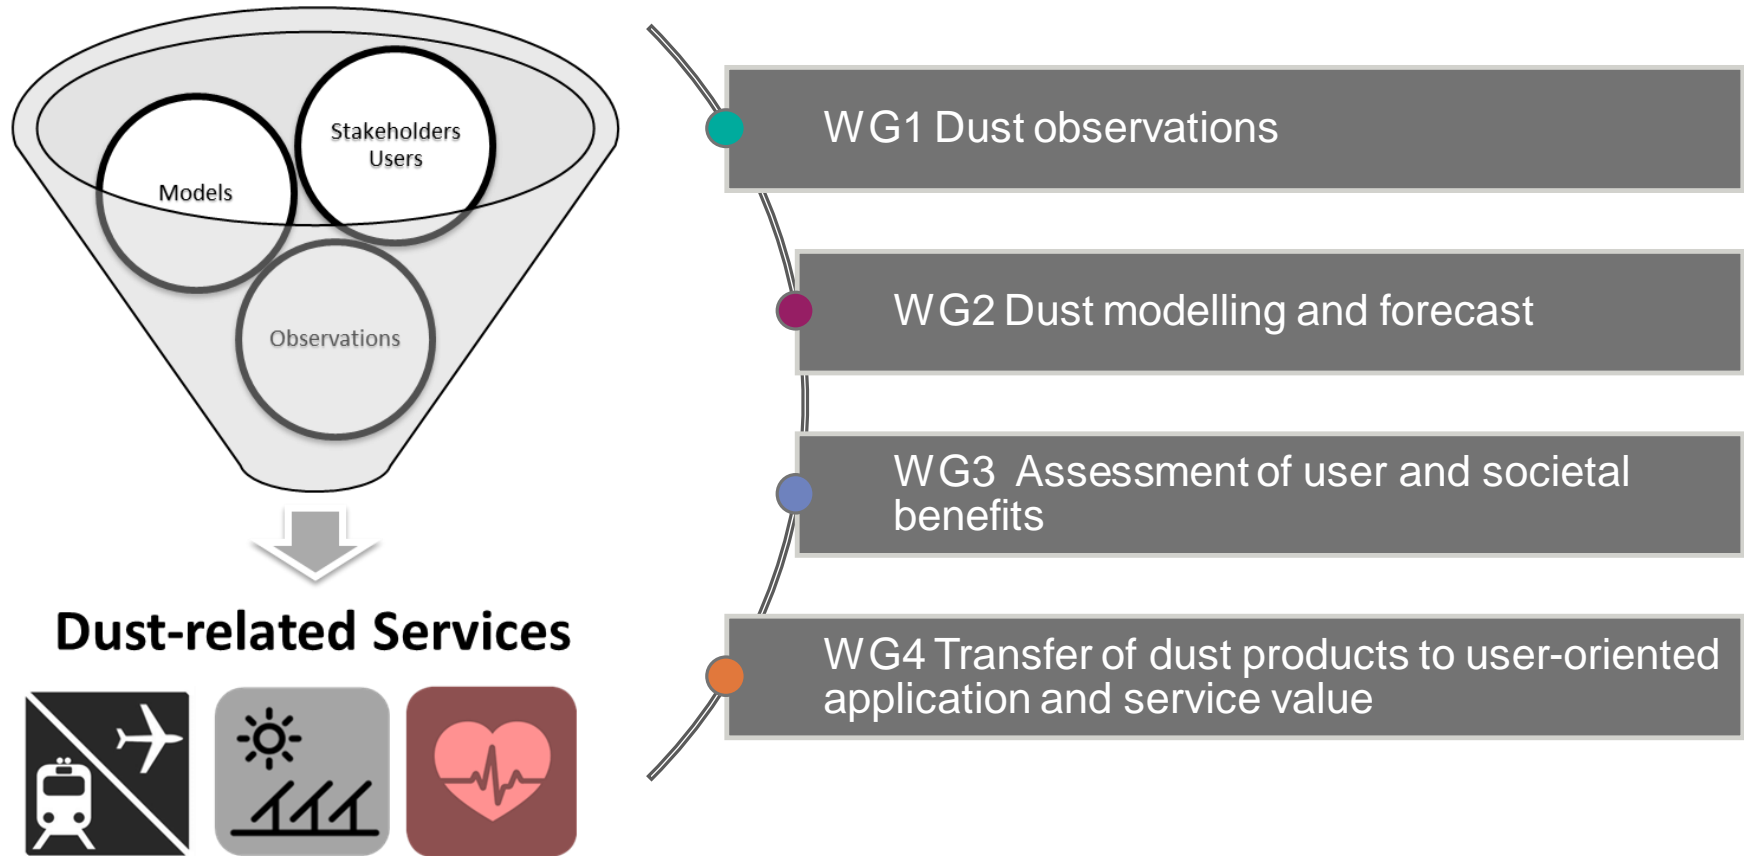 Stakeholders
Users
Models
Observations
Dust-related Services
WG1 Dust observations
WG2 Dust modelling and forecast
WG3 Assessment of user and societal
benefits
WG4 Transfer of dust products to user-oriented
application and service value